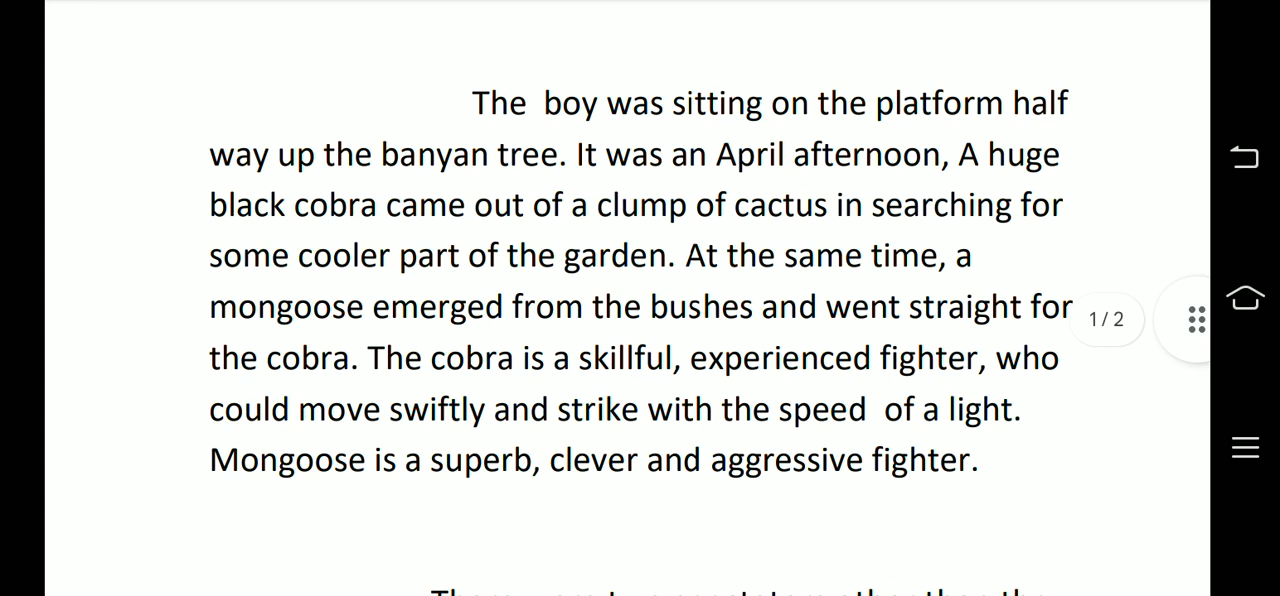 The boy was sitting on the platform half
way up the banyan tree. It was an April afternoon, A huge
black cobra came out of a clump of cactus in searching for
some cooler part of the garden. At the same time, a
mongoose emerged from the bushes and went straight for
1/2
the cobra. The cobra is a skillful, experienced fighter, who
could move swiftly and strike with the speed of a light.
Mongoose is a superb, clever and aggressive fighter.